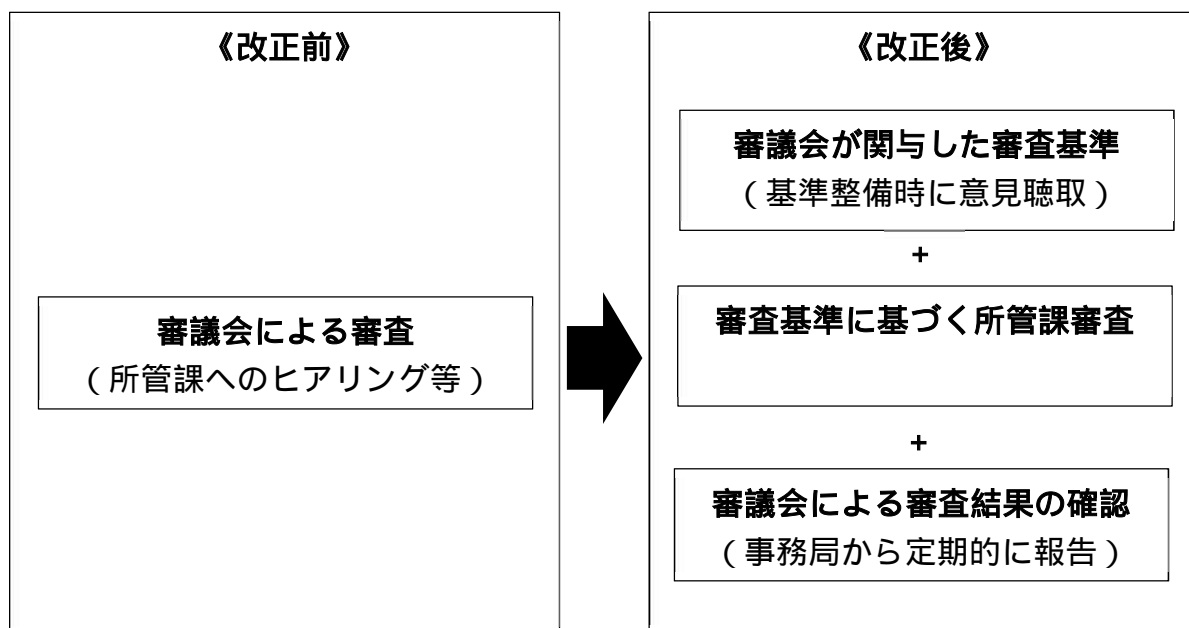 《改正前》
審議会による審査
（所管課へのヒアリング等）
《改正後》
審議会が関与した審査基準
（基準整備時に意見聴取）
+
審査基準に基づく所管課審査
+
審議会による審査結果の確認
（事務局から定期的に報告）